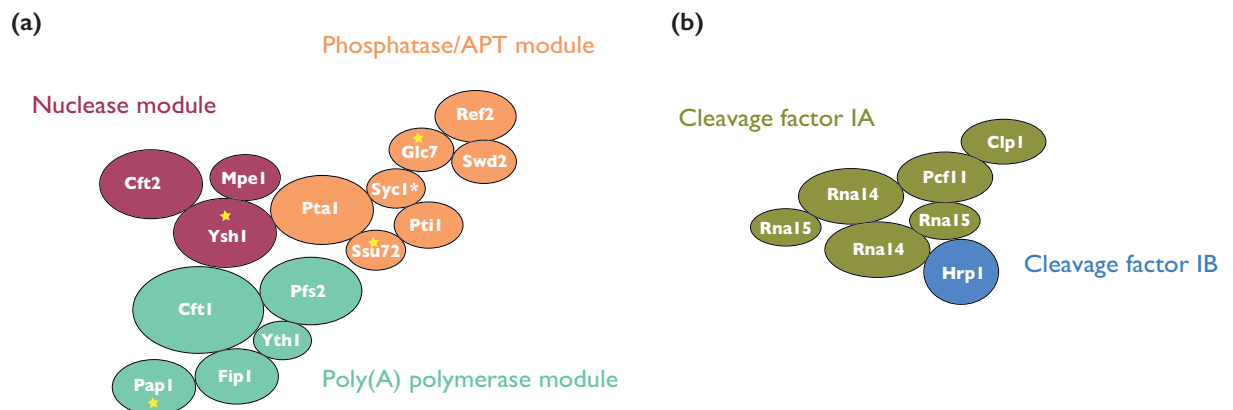 (a)
Phosphatase/APT module
Nuclease module
Ref2
Glc7
Swd2
Cft2
Mpe1
Syc1*
Pta1
Pti1
Ysh1
Ssu72
Pfs2
Cft1
Yth1
Fip1
Pap1
Poly(A) polymerase module
(b)
Cleavage factor IA
Clp1
Pcf11
Rna14
Rna15
Rna15
Rna14
Hrp1
Cleavage factor IB